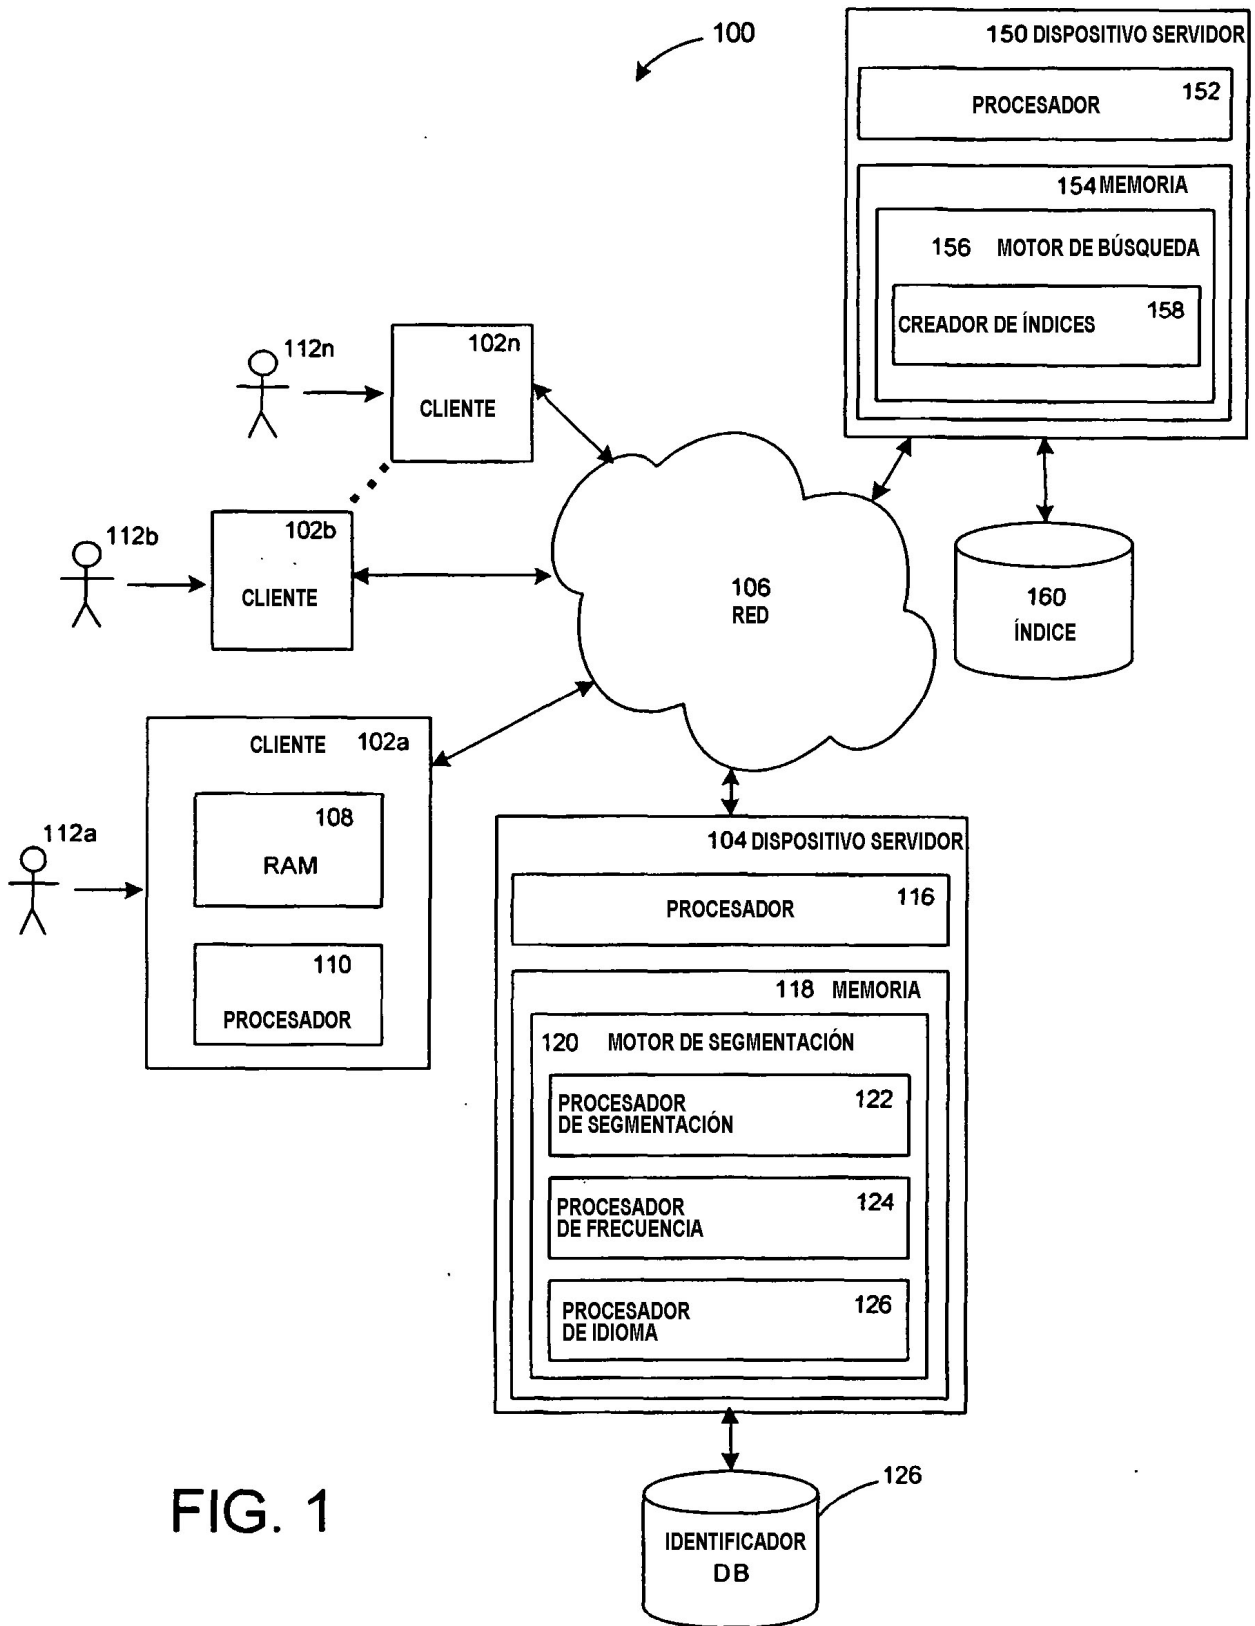 100
150 DISPOSITIVO SERVIDOR
152
PROCESADOR
154 MEMORIA
156 MOTOR DE BÚSQUEDA
CREADOR DE ÍNDICES 158
112n
102n
CLIENTE
112b
102b
CLIENTE
106
RED
160
ÍNDICE
CLIENTE 102a
108
RAM
112a
110
PROCESADOR
104 DISPOSITIVO SERVIDOR
PROCESADOR 116
118 MEMORIA
120 MOTOR DE SEGMENTACIÓN
PROCESADOR 122
DE SEGMENTACIÓN
PROCESADOR 124
DE FRECUENCIA
PROCESADOR 126
DE IDIOMA
126
IDENTIFICADOR
DB
FIG. 1